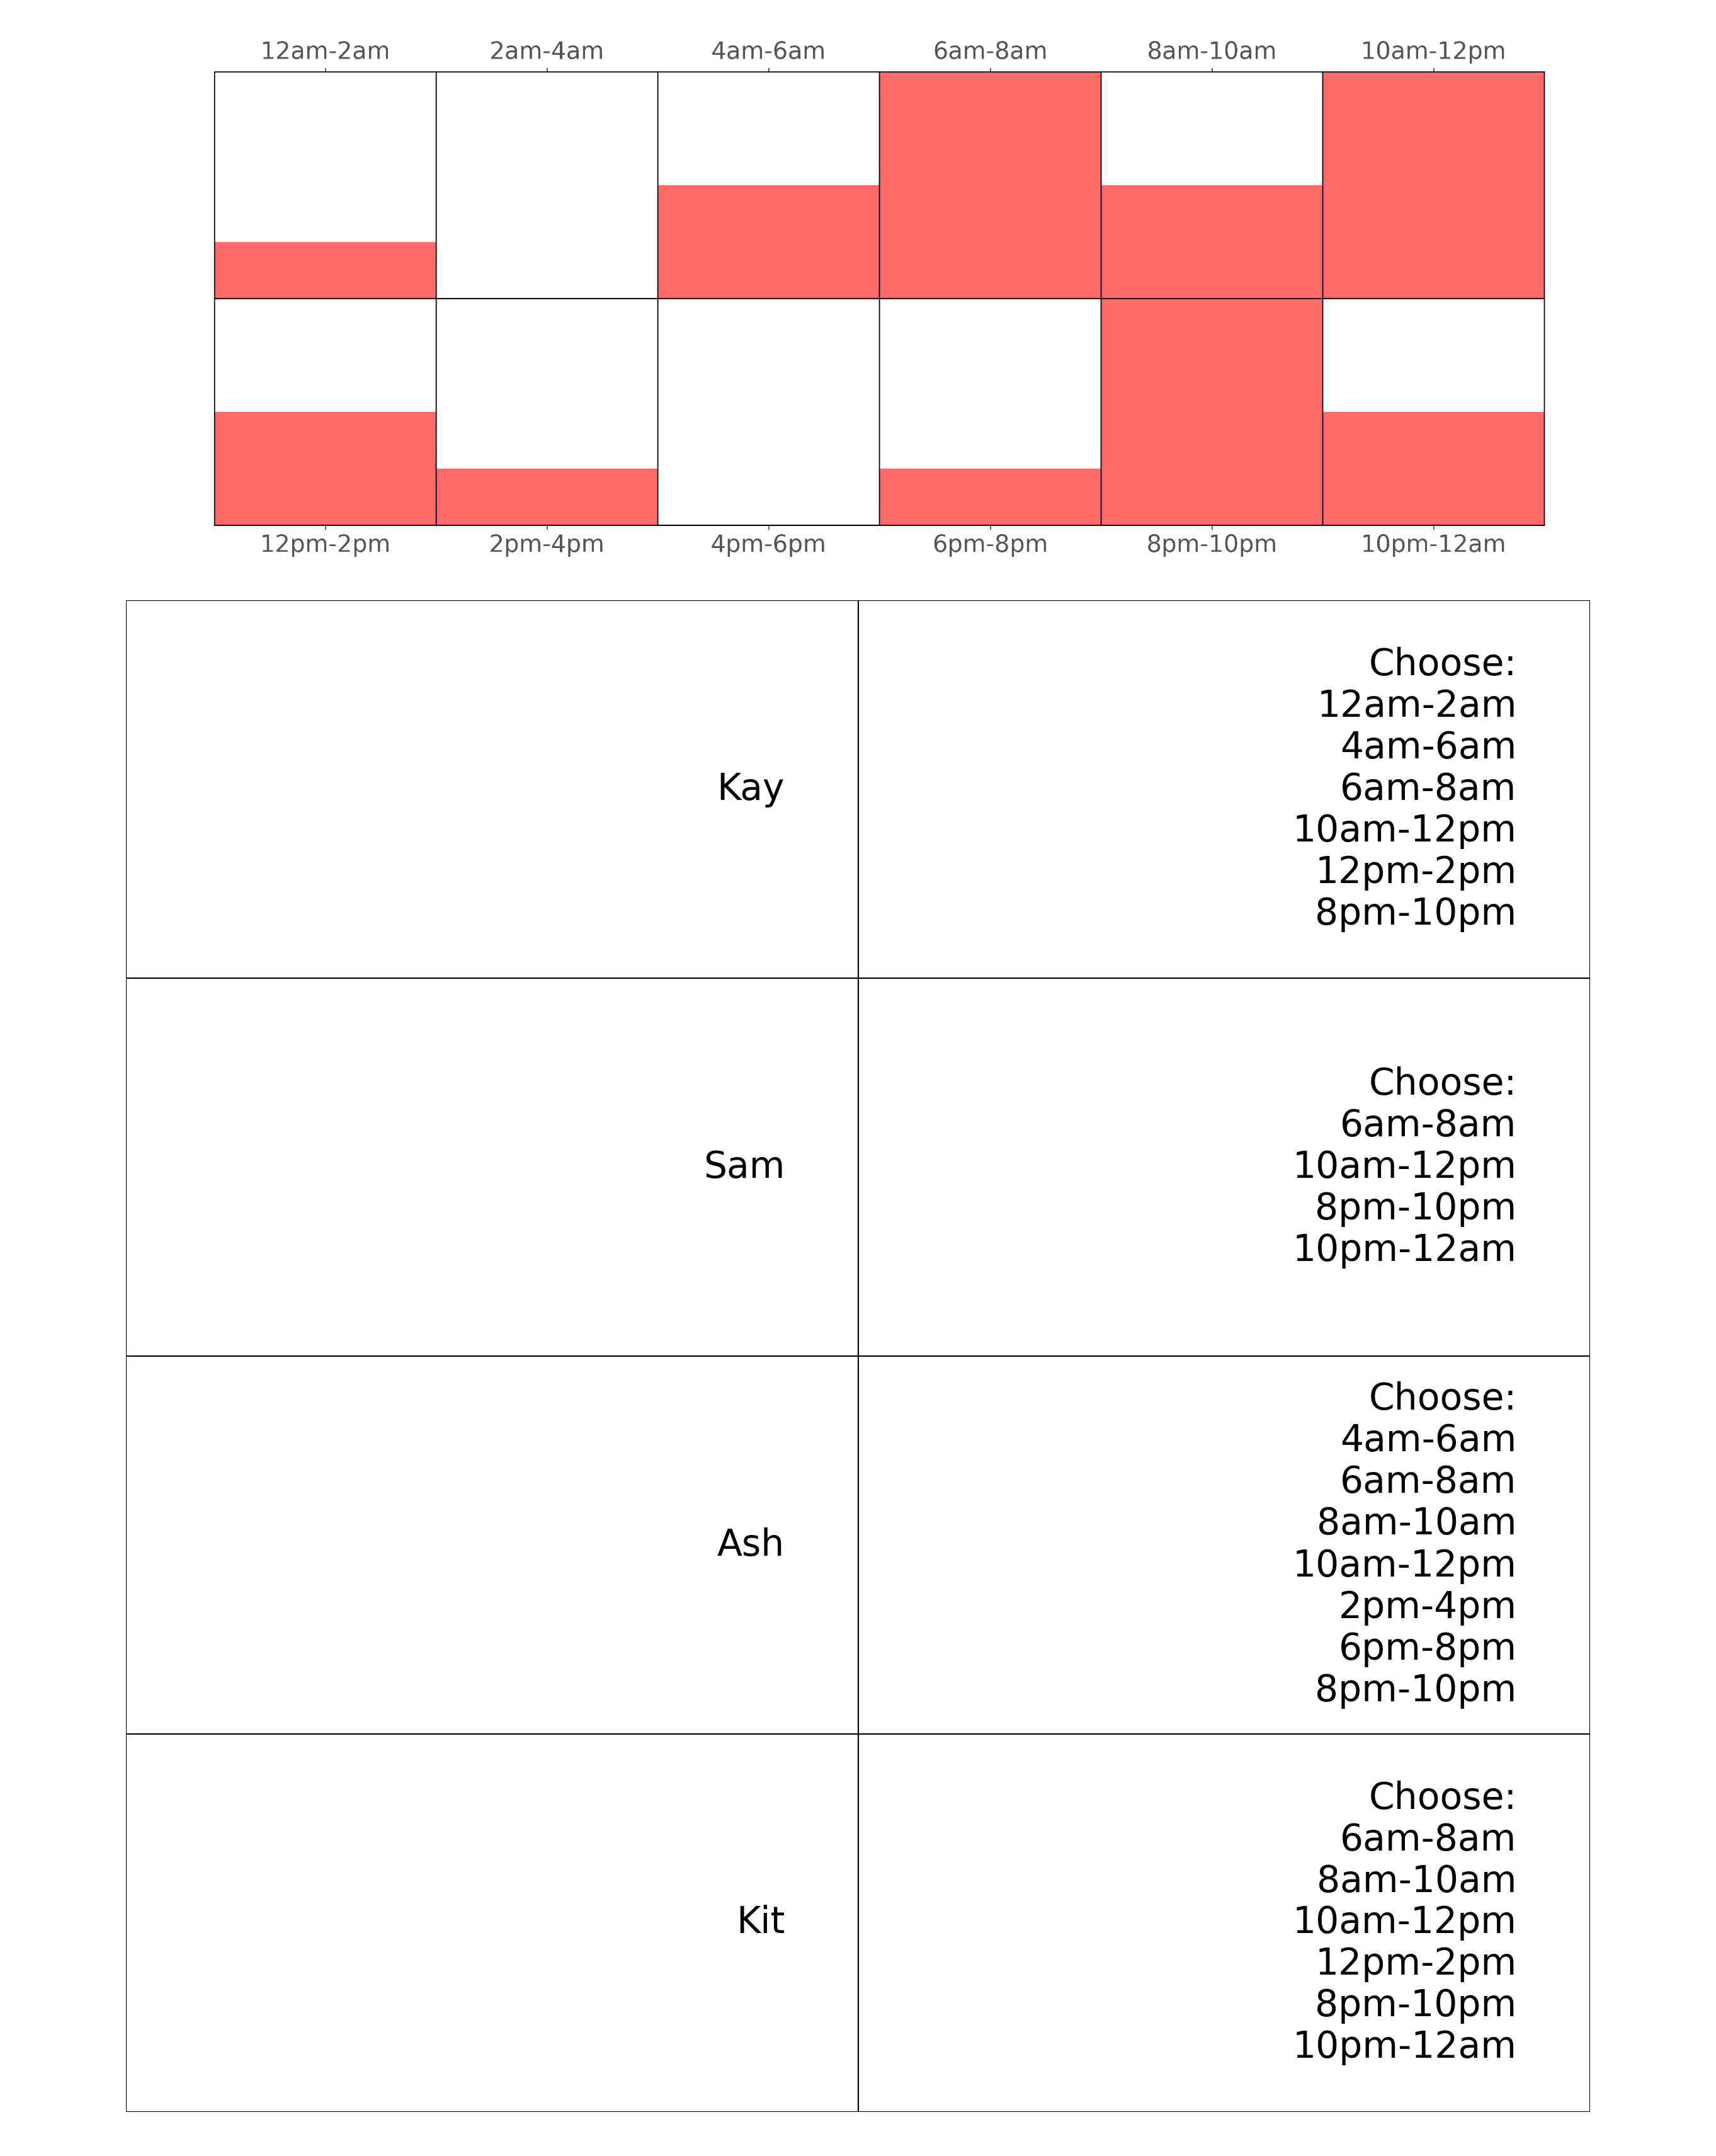 12am-2am 2am-4am 4am-6am 6am-8am 8am-10am 10am-12pm
12pm-2pm 2pm-4pm 4pm-6pm 6pm-8pm 8pm-10pm 10pm-12am
Kay
Choose:
12am-2am
4am-6am
6am-8am
10am-12pm
12pm-2pm
8pm-10pm
Sam
Choose:
6am-8am
10am-12pm
8pm-10pm
10pm-12am
Ash
Choose:
4am-6am
6am-8am
8am-10am
10am-12pm
2pm-4pm
6pm-8pm
8pm-10pm
Kit
Choose:
6am-8am
8am-10am
10am-12pm
12pm-2pm
8pm-10pm
10pm-12am